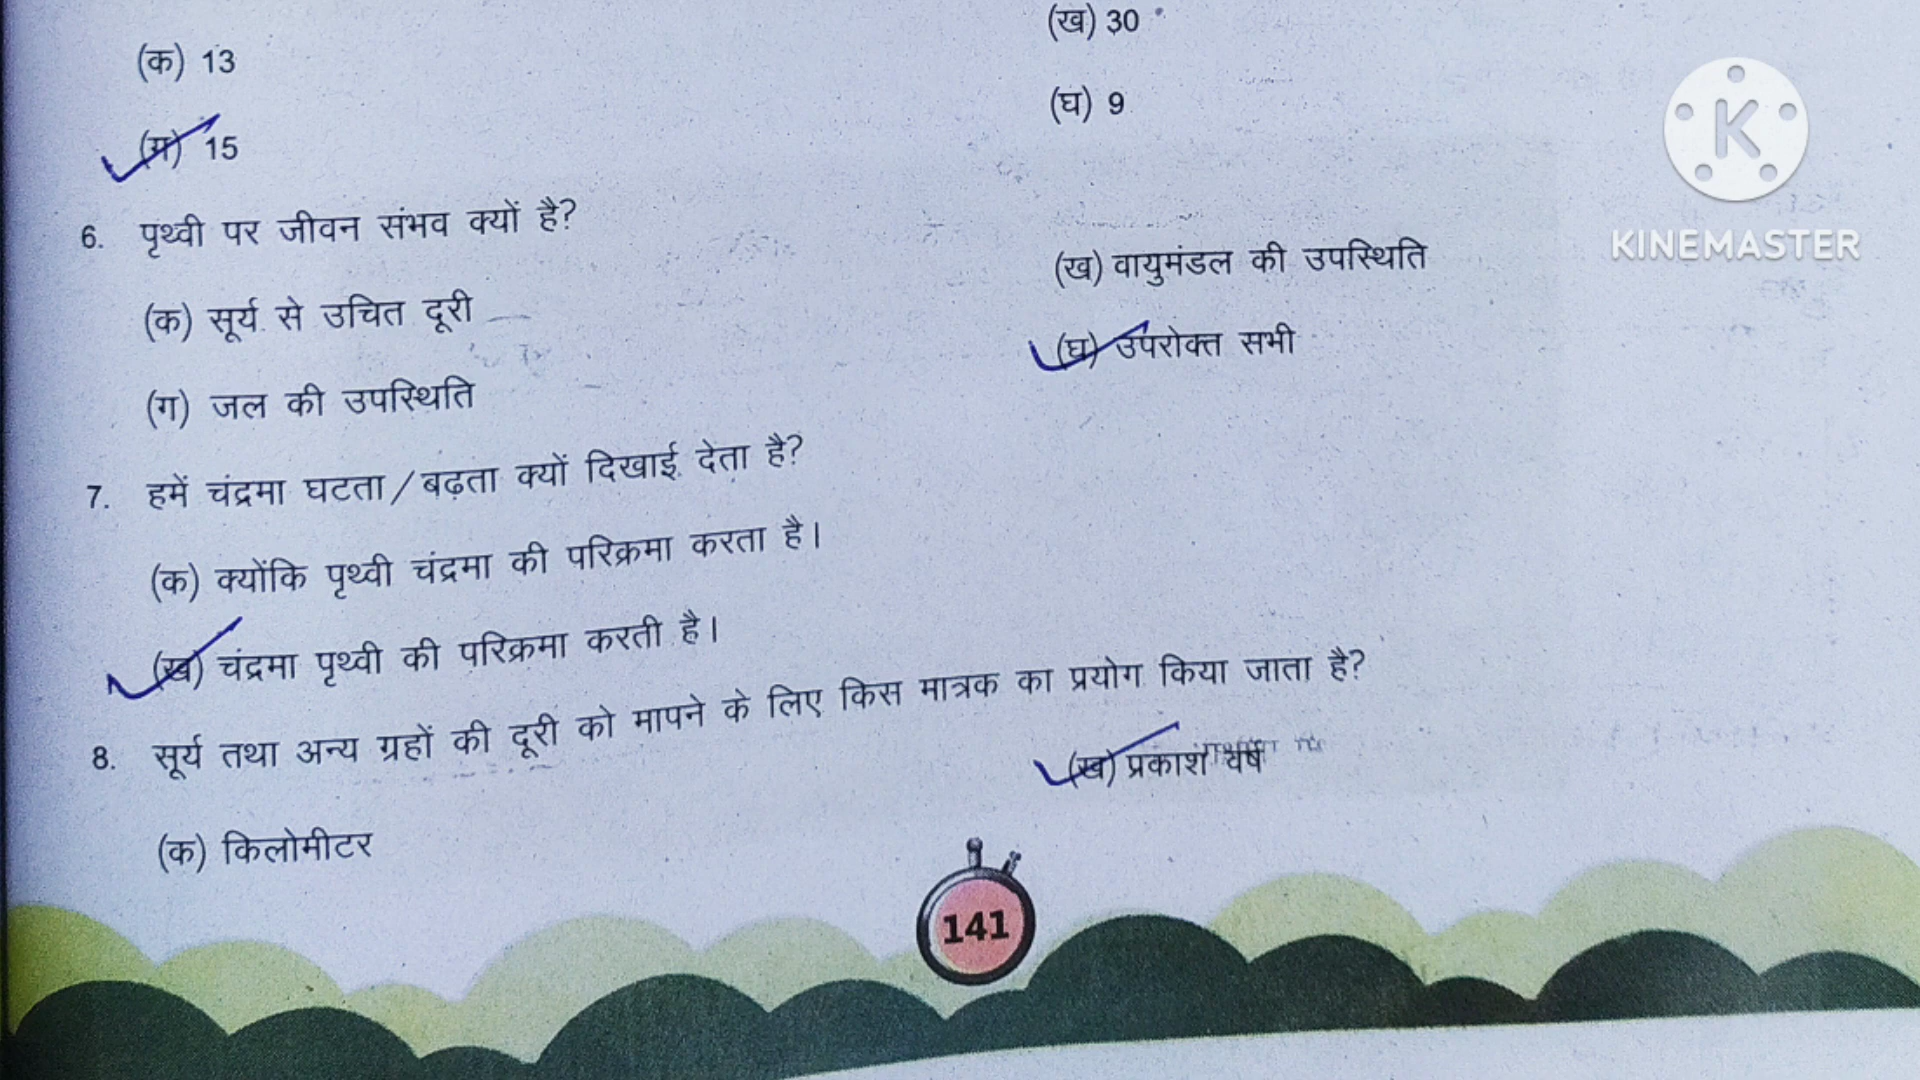 (क) 13
(ख) 30
(ग) 15
(घ) 9
6. पृथ्वी पर जीवन संभव क्यों है?
(क) सूर्य से उचित दूरी
(ख) वायुमंडल की उपस्थिति
(ग) जल की उपस्थिति
(घ) उपरोक्त सभी
7. हमें चंद्रमा घटता/बढ़ता क्यों दिखाई देता है?
(क) क्योंकि पृथ्वी चंद्रमा की परिक्रमा करता है।
(ख) चंद्रमा पृथ्वी की परिक्रमा करती है।
8. सूर्य तथा अन्य ग्रहों की दूरी को मापने के लिए किस मात्रक का प्रयोग किया जाता है?
(क) किलोमीटर
(ख) प्रकाश वर्ष
141
K
KINEMASTER